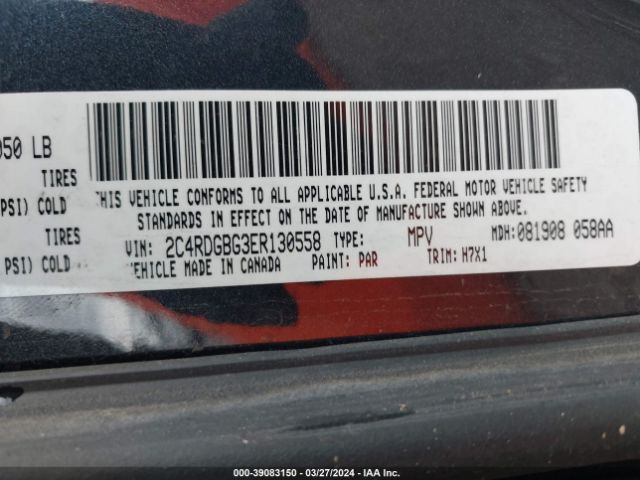 050 LB
TIRES
PSI) COLD
TIRES
PSI) COLD
THIS VEHICLE CONFORMS TO ALL APPLICABLE U.S.A. FEDERAL MOTOR VEHICLE SAFETY
STANDARDS IN EFFECT ON THE DATE OF MANUFACTURE SHOWN ABOVE.
VIN: 2C4RDGBG3ER130558 TYPE: MPV MDH: 081908 058AA
VEHICLE MADE IN CANADA PAINT: PAR TRIM: H7X1
000-39083150 - 03/27/2024 - IAA Inc.